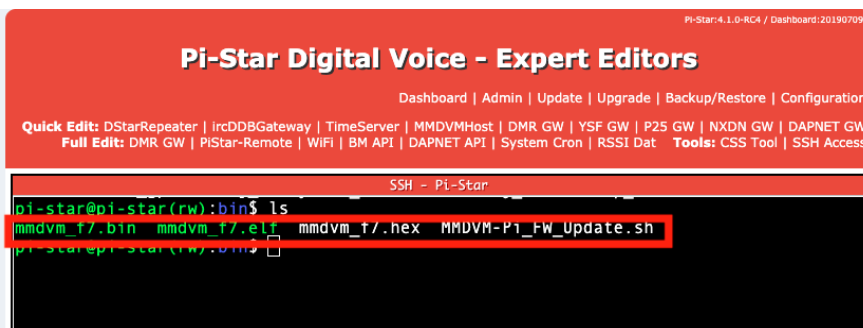 Pi-Star:4.1.0-RC4 / Dashboard:20190709
Pi-Star Digital Voice - Expert Editors
Dashboard | Admin | Update | Upgrade | Backup/Restore | Configuration
Quick Edit: DStarRepeater | ircDDBGateway | TimeServer | MMDVMHost | DMR GW | YSF GW | P25 GW | NXDN GW | DAPNET GW
Full Edit: DMR GW | PiStar-Remote | WiFi | BM API | DAPNET API | System Cron | RSSI Dat Tools: CSS Tool | SSH Access
SSH - Pi-Star
pi-star@pi-star(rw):bin$ ls
mmdvm_f7.bin mmdvm_f7.elf mmdvm_f7.hex MMDVM-Pi_FW_Update.sh
pi-star@pi-star(rw):bin$